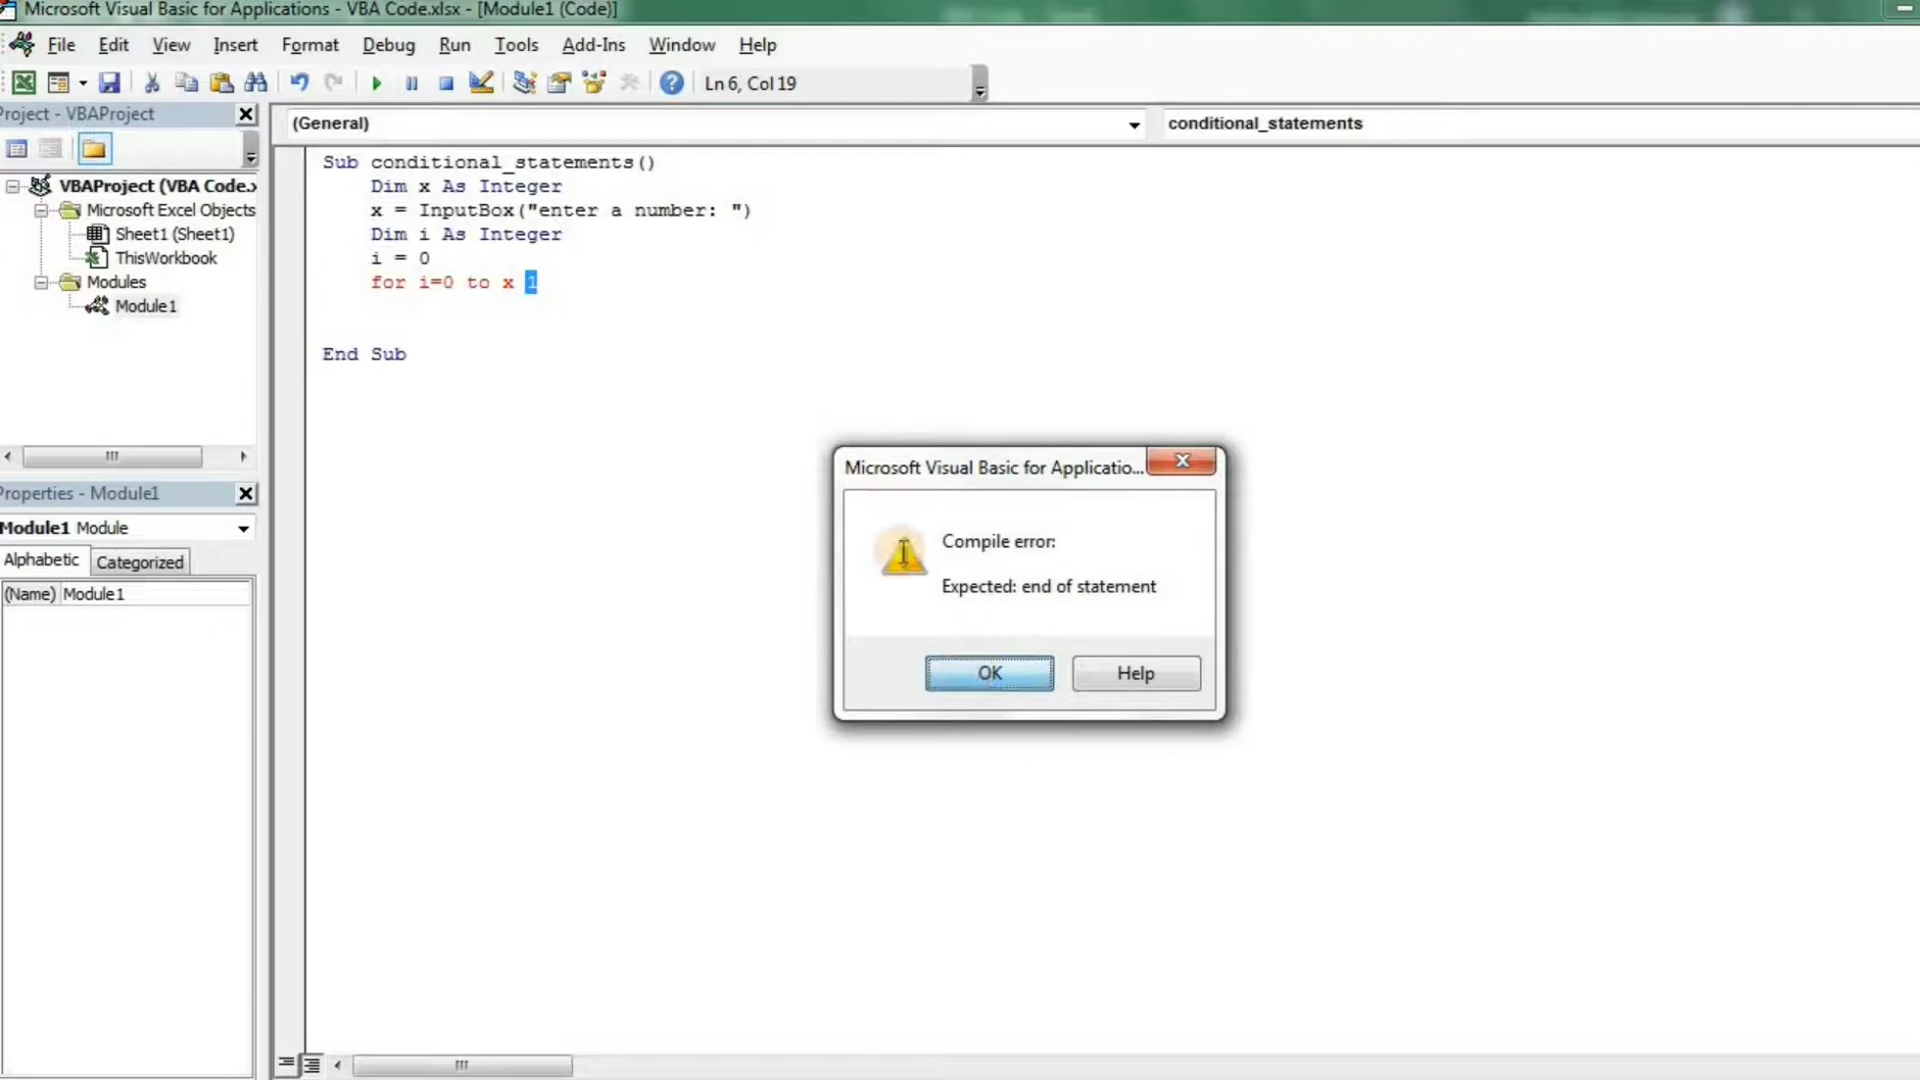 Microsoft Visual Basic for Applications - VBA Code.xlsx - [Module1 (Code)]
File Edit View Insert Format Debug Run Tools Add-Ins Window Help
Ln 6, Col 19
Project - VBAProject
(General)
conditional_statements
VBAProject (VBA Code.x
Microsoft Excel Objects
Sheet1 (Sheet1)
ThisWorkbook
Modules
Module1
Sub conditional_statements()
Dim x As Integer
x = InputBox("enter a number: ")
Dim i As Integer
i = 0
for i=0 to x 1
End Sub
Properties - Module1
Module1 Module
Alphabetic Categorized
(Name) Module1
Microsoft Visual Basic for Applicatio...
Compile error:
Expected: end of statement
OK Help